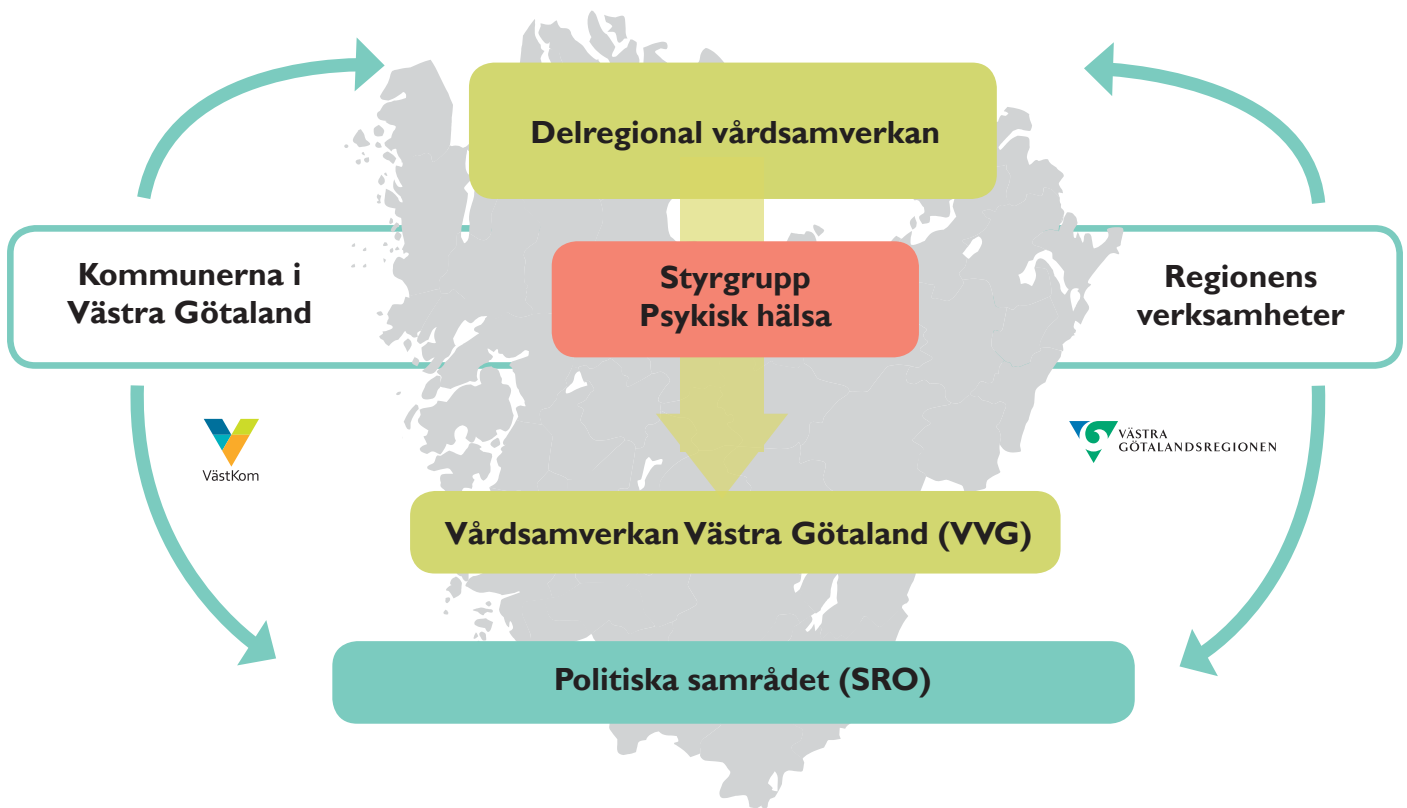 Delregional vårdsamverkan
Kommunerna i
Västra Götaland
Styrgrupp
Psykisk hälsa
Regionens
verksamheter
VästKom
VÄSTRA
GÖTALANDSREGIONEN
Vårdsamverkan Västra Götaland (VVG)
Politiska samrådet (SRO)